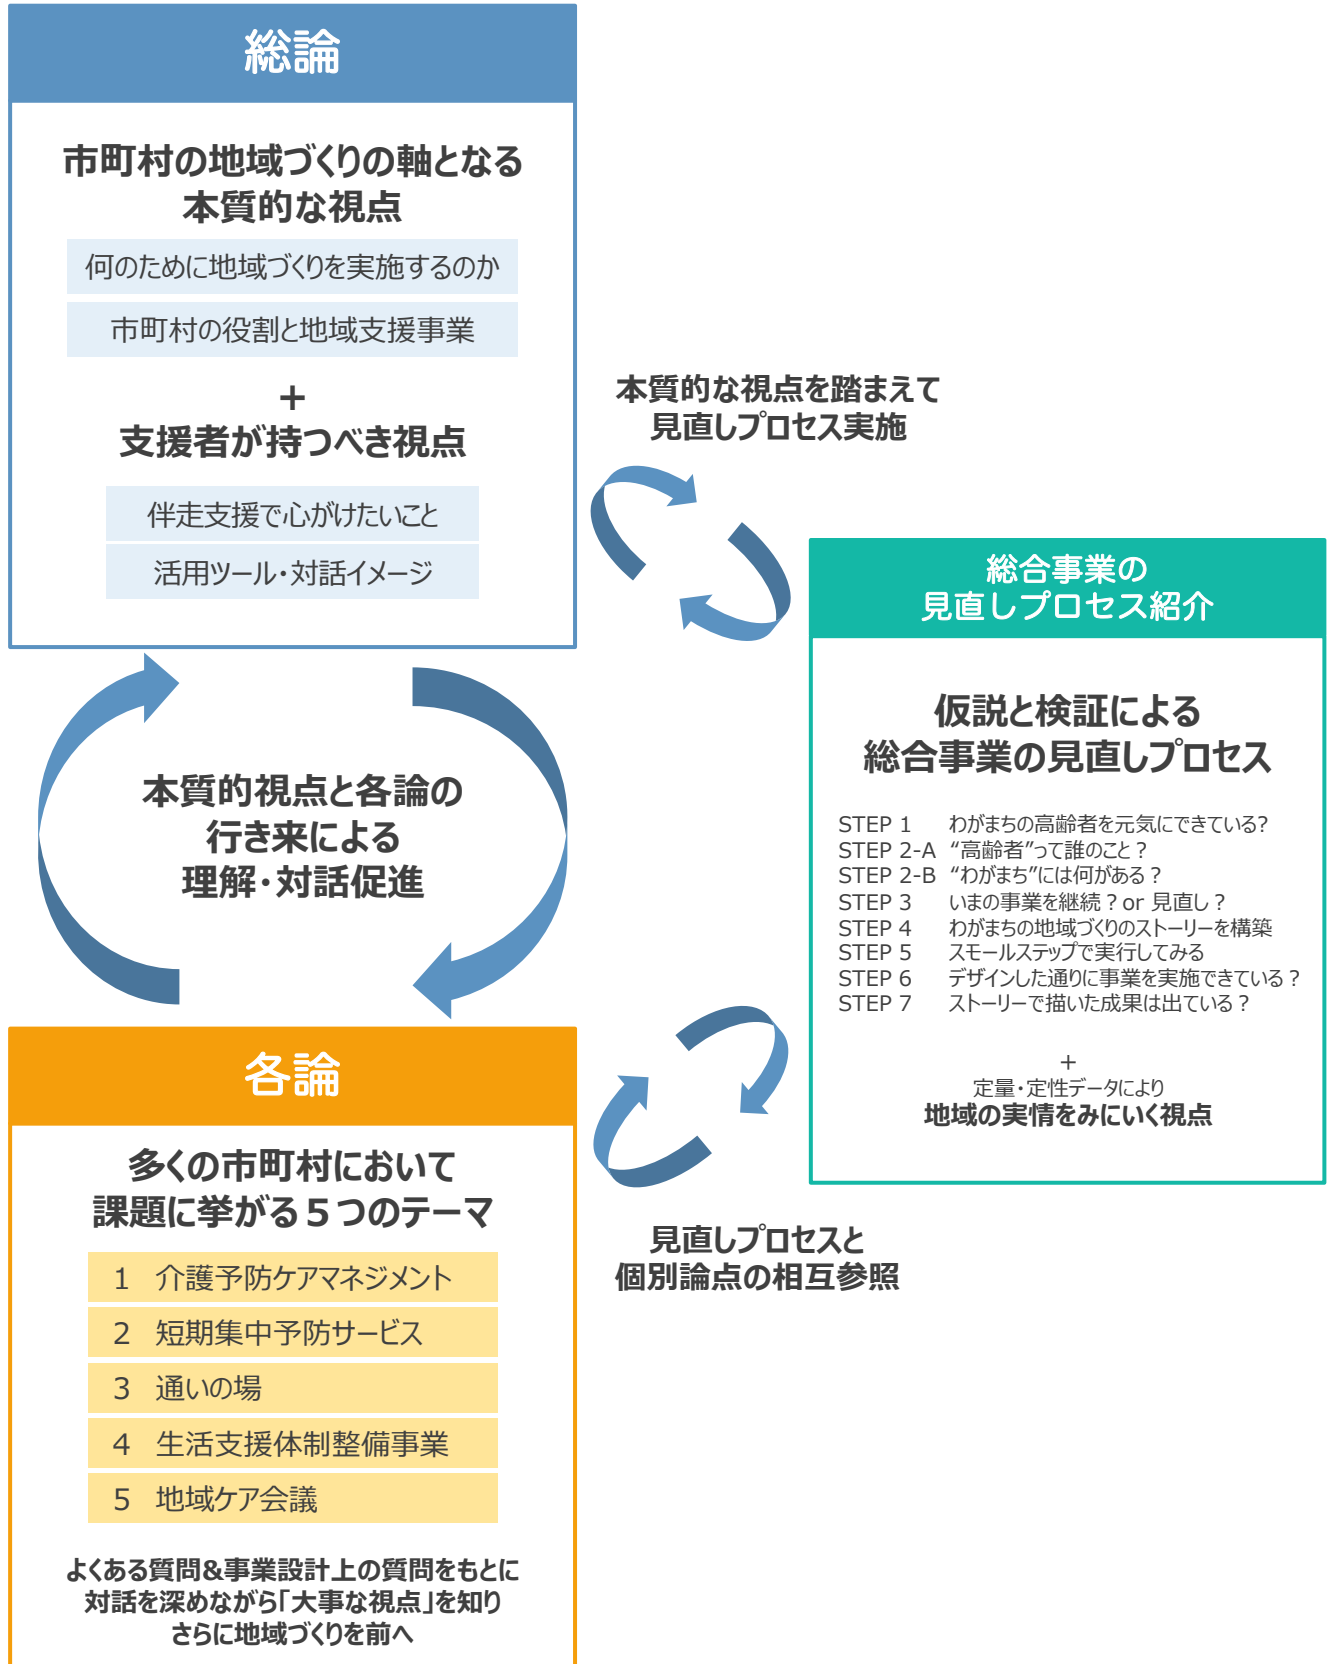 総論
市町村の地域づくりの軸となる
本質的な視点
何のために地域づくりを実施するのか
市町村の役割と地域支援事業
+
支援者が持つべき視点
伴走支援で心がけたいこと
活用ツール・対話イメージ
本質的な視点を踏まえて
見直しプロセス実施
本質的視点と各論の
行き来による
理解・対話促進
総合事業の
見直しプロセス紹介
仮説と検証による
総合事業の見直しプロセス
STEP 1 わがまちの高齢者を元気にできている?
STEP 2-A “高齢者”って誰のこと?
STEP 2-B “わがまち”には何がある?
STEP 3 いまの事業を継続?or 見直し?
STEP 4 わがまちの地域づくりのストーリーを構築
STEP 5 スモールステップで実行してみる
STEP 6 デザインした通りに事業を実施できている?
STEP 7 ストーリーで描いた成果は出ている?
+
定量・定性データにより
地域の実情をみにいく視点
各論
多くの市町村において
課題に挙がる5つのテーマ
1 介護予防ケアマネジメント
2 短期集中予防サービス
3 通いの場
4 生活支援体制整備事業
5 地域ケア会議
よくある質問&事業設計上の質問をもとに
対話を深めながら「大事な視点」を知り
さらに地域づくりを前へ
見直しプロセスと
個別論点の相互参照